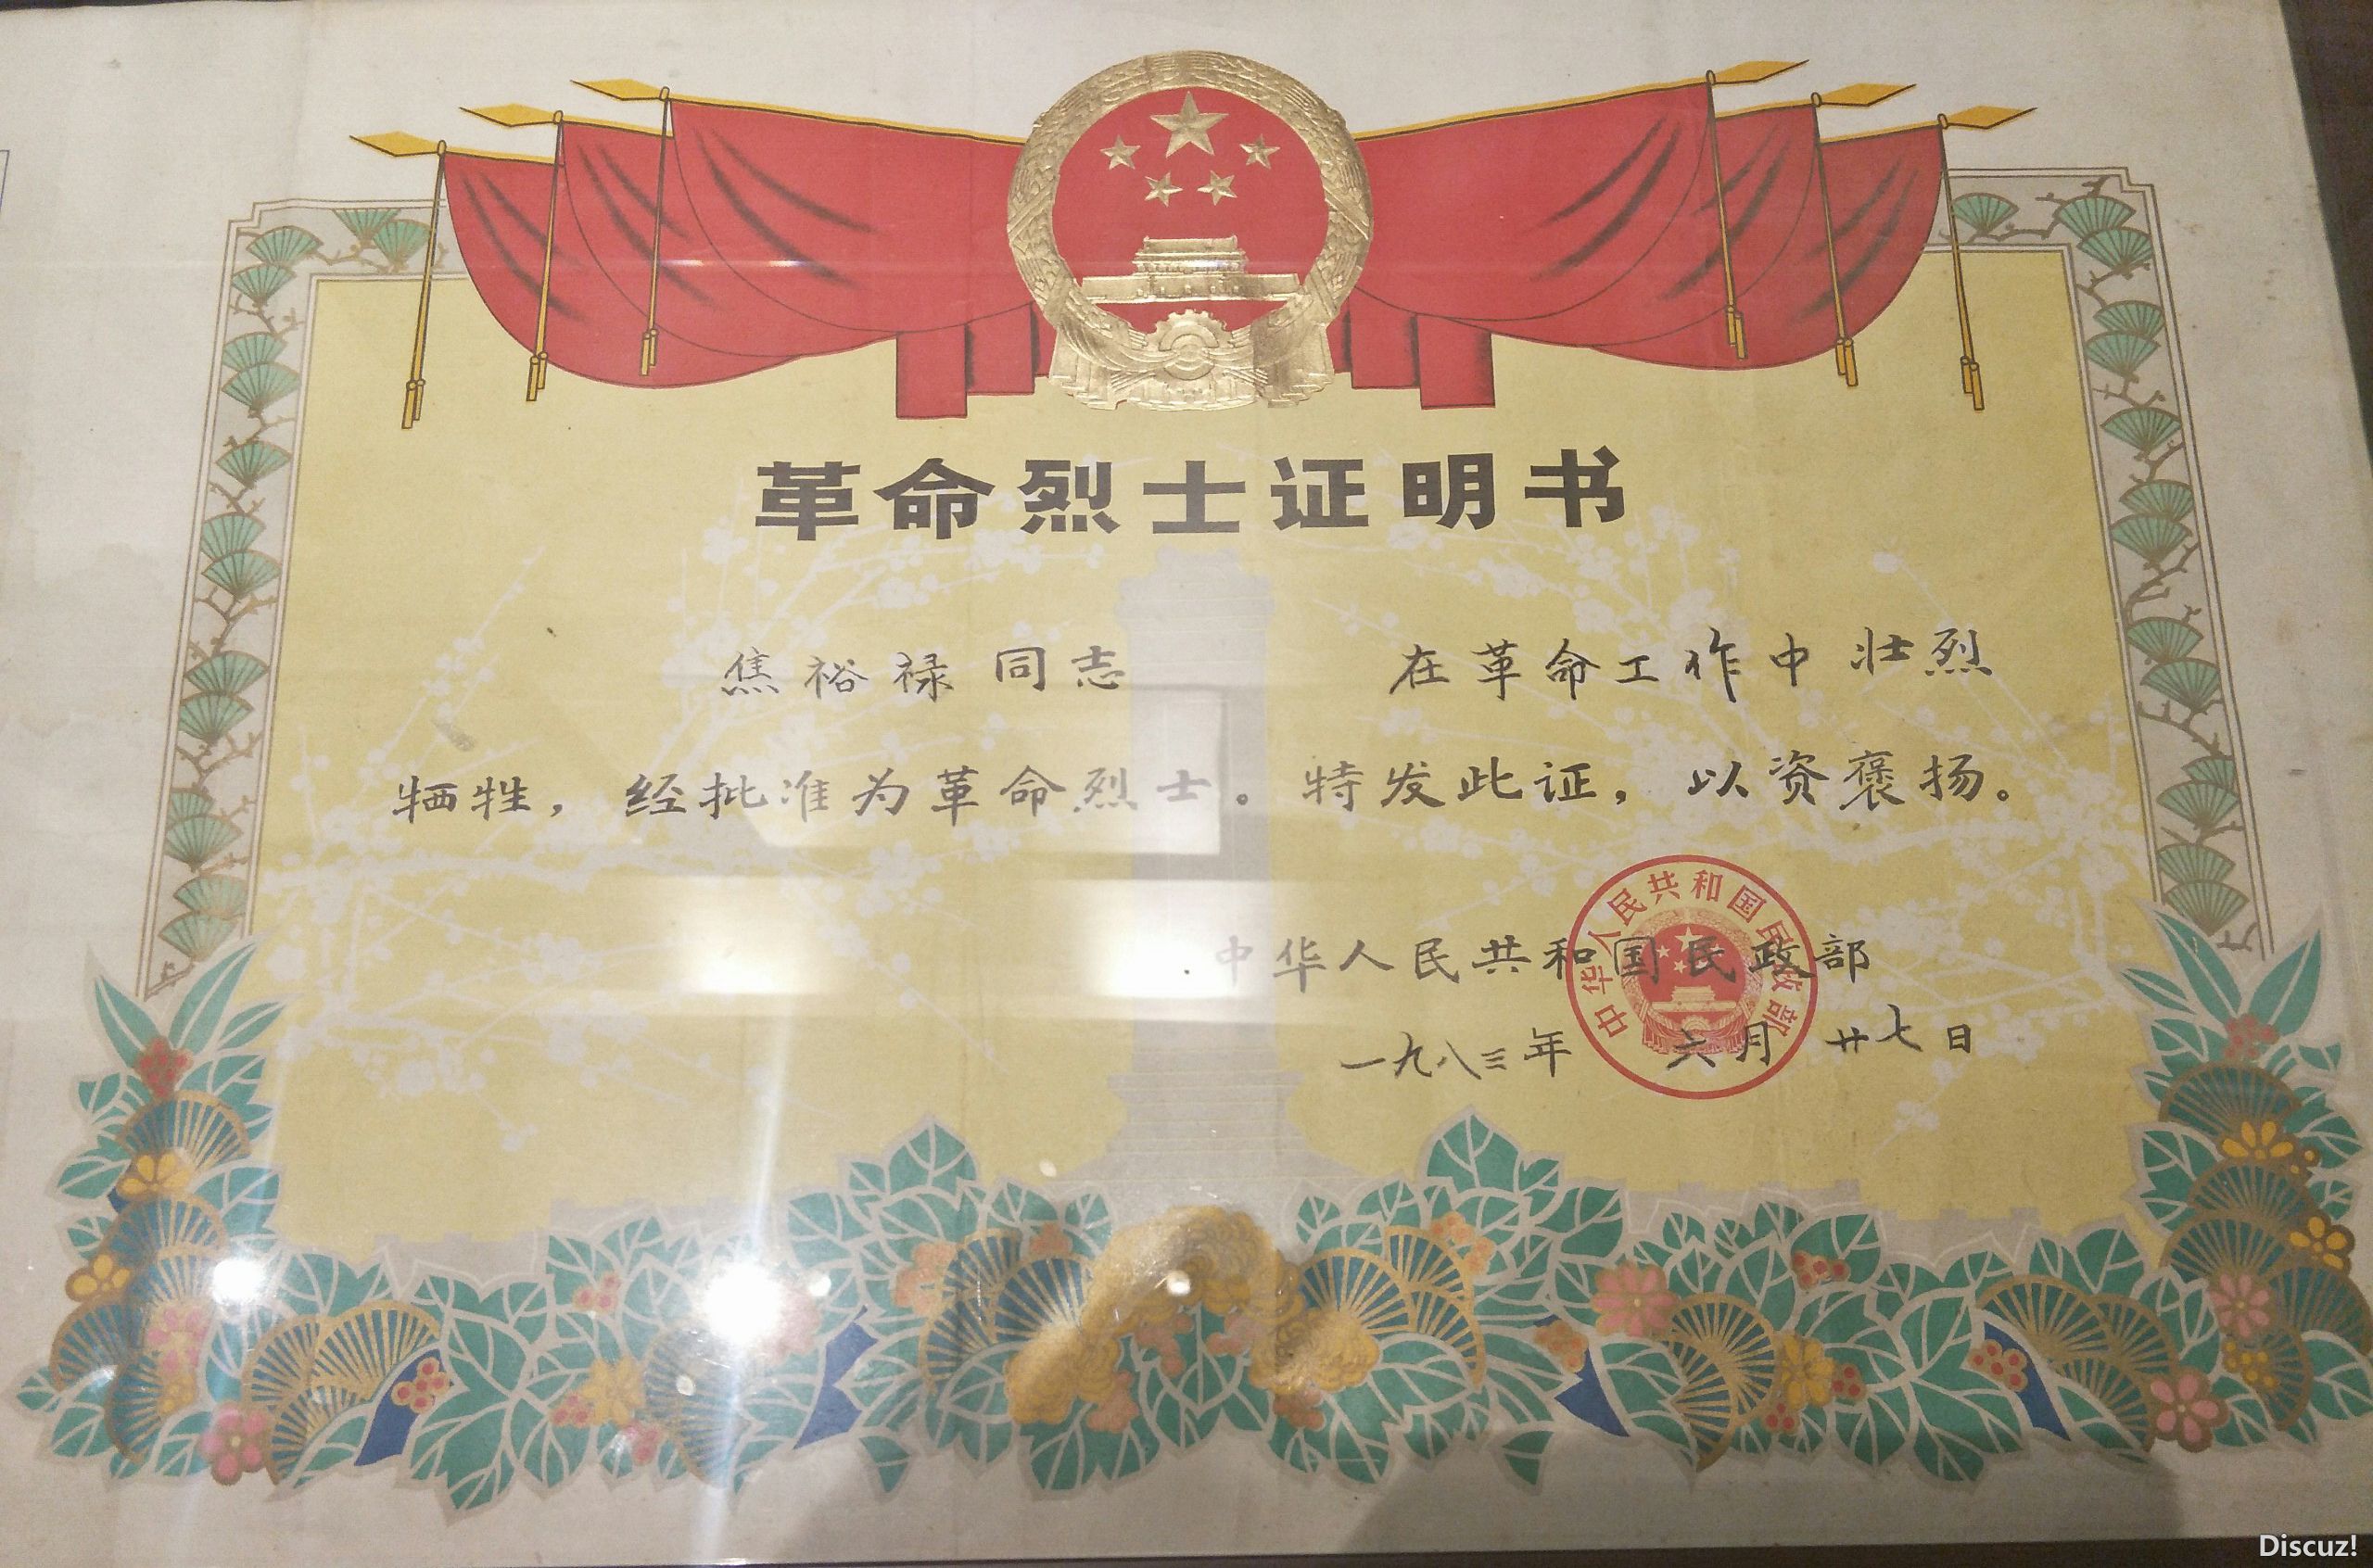 革命烈士证明书
焦裕禄同志 在革命工作中壮烈
牺牲，经批准为革命烈士。特发此证，以资褒扬。
中华人民共和国民政部
一九八三年 六月 廿七日
中华人民共和国民政部
Discuz!